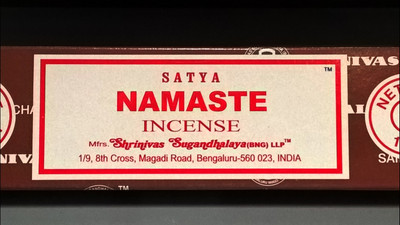 SATYA
TM
NAMASTE
INCENSE
Mfrs. Shrinivas Sugandhalaya (BNG) LLP™
1/9, 8th Cross, Magadi Road, Bengaluru-560 023, INDIA
NET